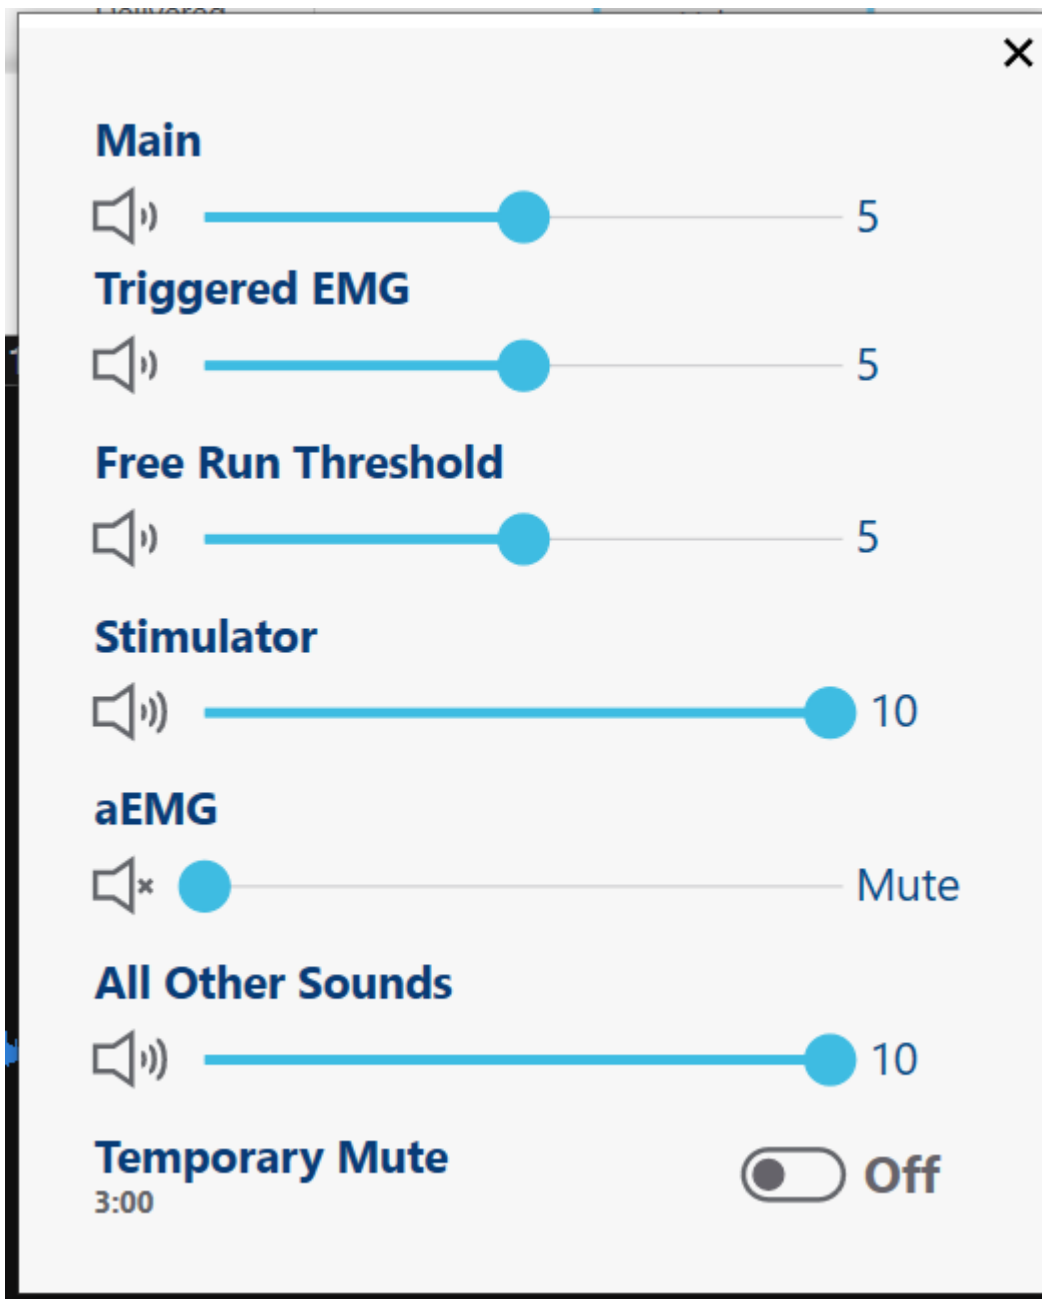 Delivered
Main
5
Triggered EMG
5
Free Run Threshold
5
Stimulator
10
aEMG
Mute
All Other Sounds
10
Temporary Mute
Off
3:00